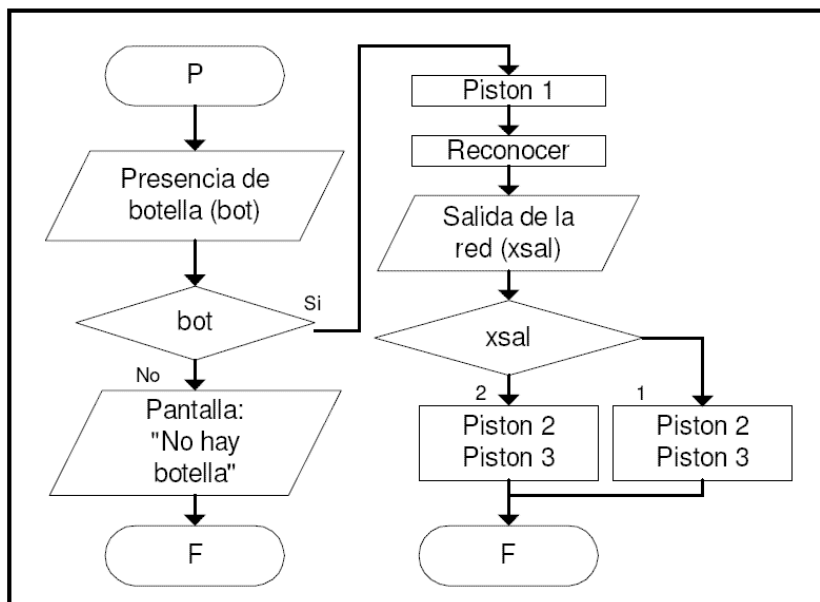 P
Presencia de
botella (bot)
bot
Si
No
Pantalla:
"No hay
botella"
F
Piston 1
Reconocer
Salida de la
red (xsal)
xsal
2
1
Piston 2
Piston 3
Piston 2
Piston 3
F